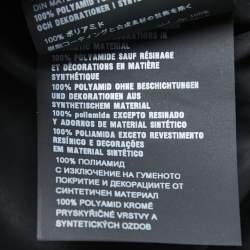 DIN MA
OCH DEKORATIONER I SYNT
100% ポリアミド
100% POLYAMIDE SAUF RÉSINAGE
ET DÉCORATIONS EN MATIÈRE
SYNTHÉTIQUE
100% POLYAMID OHNE BESCHICHTUNGEN
UND DEKORATIONEN AUS
SYNTHETISCHEM MATERIAL
100% poliamida EXCEPTO RESINADO
Y ADORNOS DE MATERIAL SINTÉTICO
100% POLIAMIDA EXCETO REVESTIMENTO
RESÍNICO E DECORAÇÕES
EM MATERIAL SINTÉTICO
100% ПОЛИАМИД
С ИЗКЛЮЧЕНИЕ НА ГУМЕНОТО
ПОКРИТИЕ И ДЕКОРАЦИИТЕ ОТ
СИНТЕТИЧЕН МАТЕРИАЛ
100% POLYAMID KROMĚ
PRYSKYŘIČNÉ VRSTVY A
SYNTETICKÝCH OZDOB